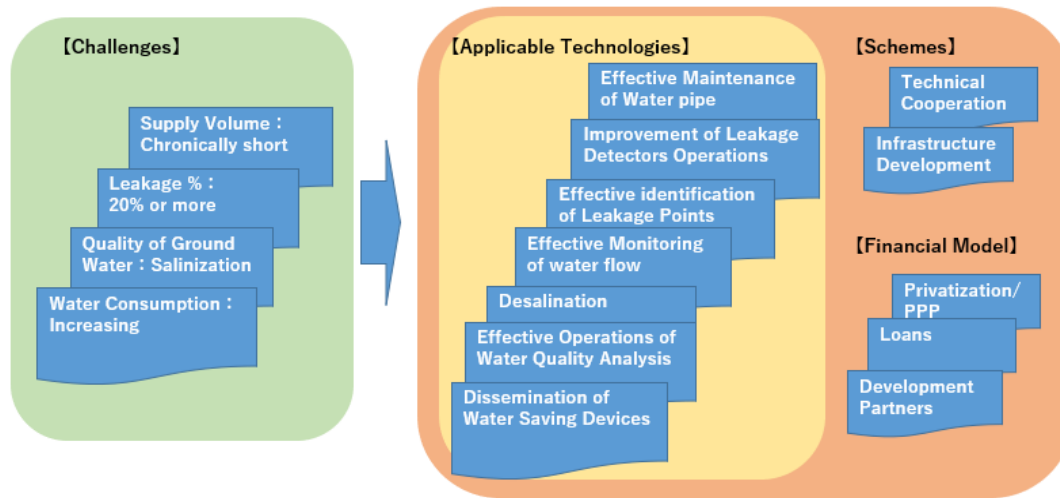 【Challenges】
Supply Volume：
Chronically short
Leakage %：
20% or more
Quality of Ground
Water：Salinization
Water Consumption：
Increasing
【Applicable Technologies】
Effective Maintenance
of Water pipe
Improvement of Leakage
Detectors Operations
Effective identification
of Leakage Points
Effective Monitoring
of water flow
Desalination
Effective Operations of
Water Quality Analysis
Dissemination of
Water Saving Devices
【Schemes】
Technical
Cooperation
Infrastructure
Development
【Financial Model】
Privatization/
PPP
Loans
Development
Partners